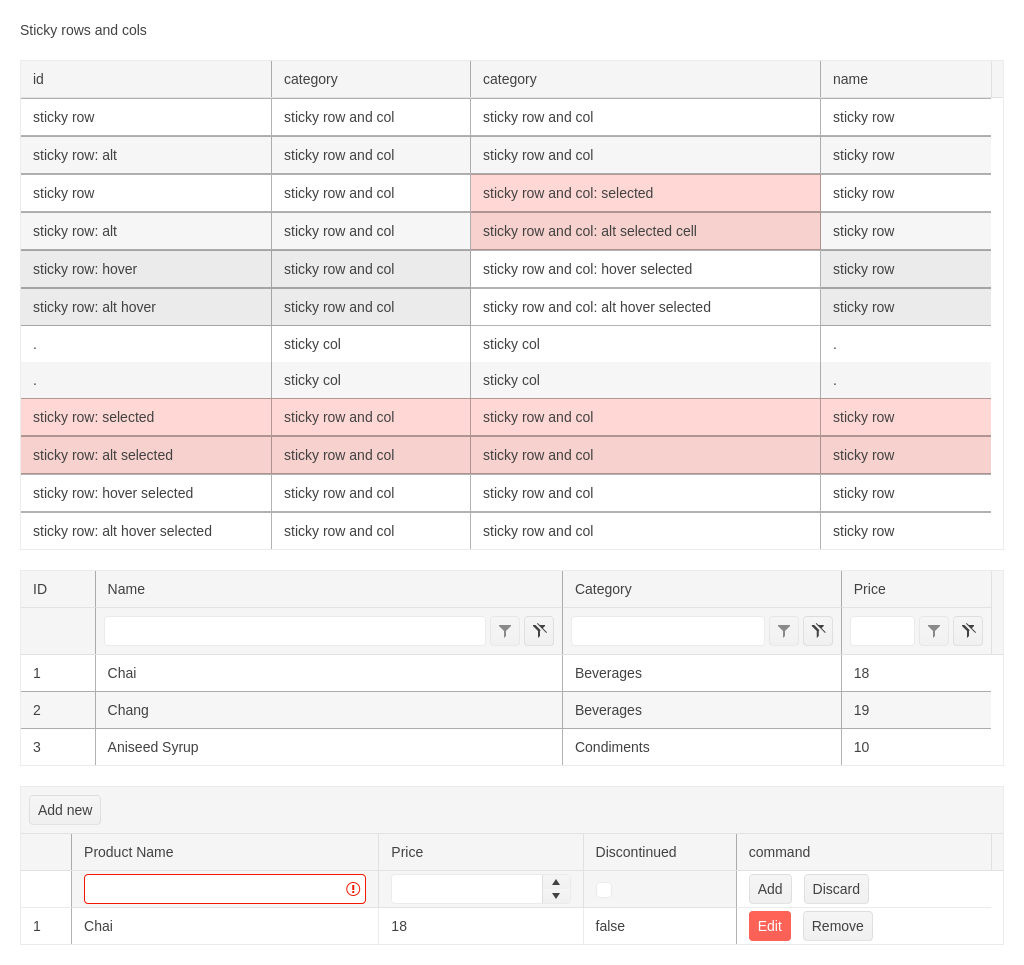 Sticky rows and cols
id category category name
sticky row sticky row and col sticky row and col sticky row
sticky row: alt sticky row and col sticky row and col sticky row
sticky row sticky row and col sticky row and col: selected sticky row
sticky row: alt sticky row and col sticky row and col: alt selected cell sticky row
sticky row: hover sticky row and col sticky row and col: hover selected sticky row
sticky row: alt hover sticky row and col sticky row and col: alt hover selected sticky row
. sticky col sticky col .
. sticky col sticky col .
sticky row: selected sticky row and col sticky row and col sticky row
sticky row: alt selected sticky row and col sticky row and col sticky row
sticky row: hover selected sticky row and col sticky row and col sticky row
sticky row: alt hover selected sticky row and col sticky row and col sticky row
ID Name Category Price
1 Chai Beverages 18
2 Chang Beverages 19
3 Aniseed Syrup Condiments 10
Add new
Product Name Price Discontinued command
Add Discard
1 Chai 18 false Edit Remove